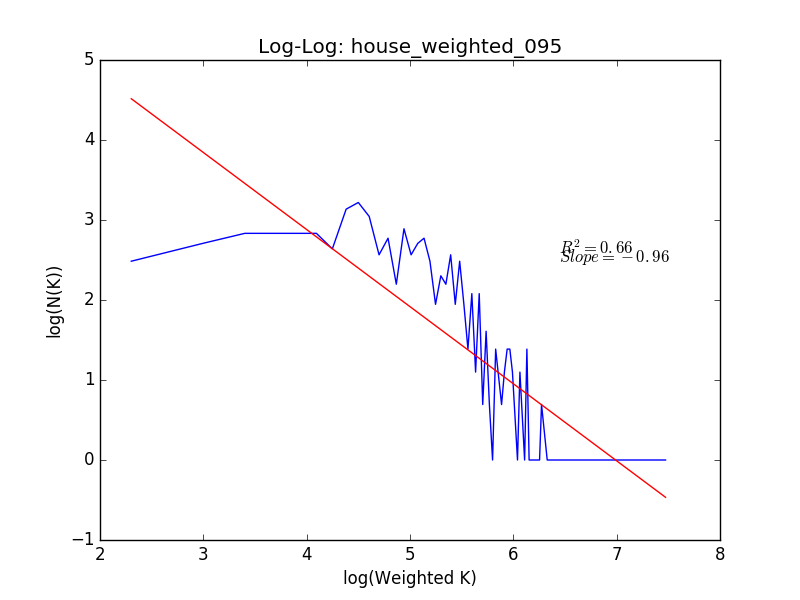 Log-Log: house_weighted_095
5
4
3
2
1
0
−1
log(N(K))
R² = 0.66
Slope = −0.96
2 3 4 5 6 7 8
log(Weighted K)